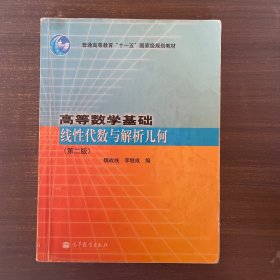 普通高等教育“十一五”国家级规划教材
高等数学基础
线性代数与解析几何
(第二版)
魏战线 李继成 编
高等教育出版社